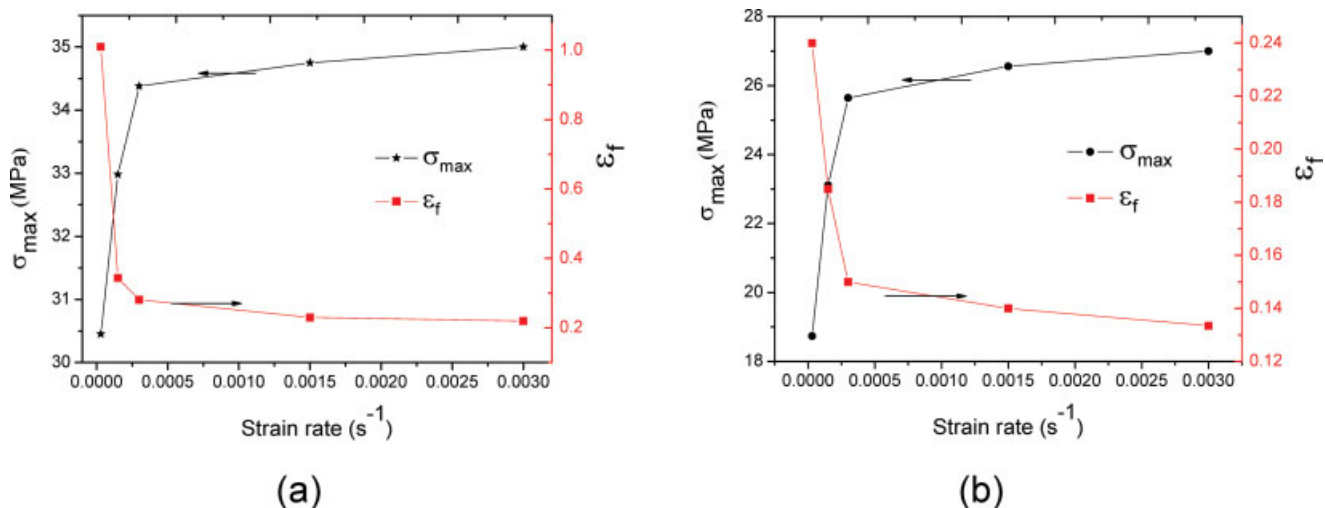 35
34
33
32
31
30
σmax(MPa)
1.0
0.8
0.6
0.4
0.2
εf
σmax
εf
0.0000 0.0005 0.0010 0.0015 0.0020 0.0025 0.0030
Strain rate (s-1)
(a)
28
26
24
22
20
18
σmax(MPa)
0.24
0.22
0.20
0.18
0.16
0.14
0.12
εf
σmax
εf
0.0000 0.0005 0.0010 0.0015 0.0020 0.0025 0.0030
Strain rate (s-1)
(b)